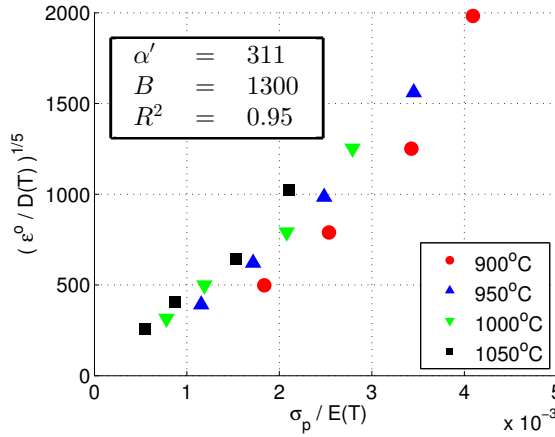 2000
1500
1000
500
0
( ε° / D(T) )^1/5
α′ = 311
B = 1300
R² = 0.95
900°C
950°C
1000°C
1050°C
0 1 2 3 4 5
x 10⁻³
σp / E(T)